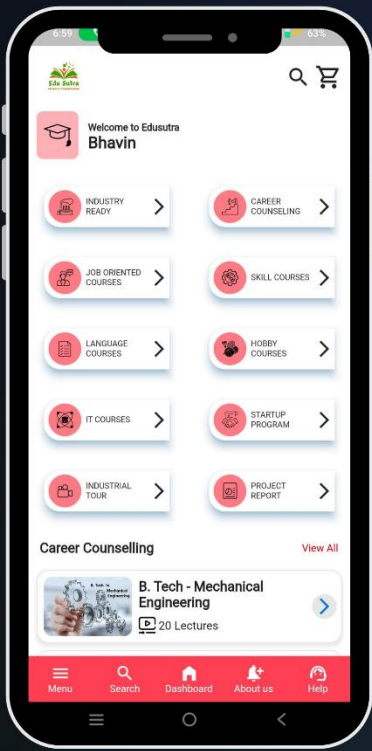 6:59
63%
Edu Sutra
Welcome to Edusutra
Bhavin
INDUSTRY
READY
CAREER
COUNSELING
JOB ORIENTED
COURSES
SKILL COURSES
LANGUAGE
COURSES
HOBBY
COURSES
IT COURSES
STARTUP
PROGRAM
INDUSTRIAL
TOUR
PROJECT
REPORT
Career Counselling
View All
B. Tech in
Mechanical
Engineering
B. Tech - Mechanical
Engineering
20 Lectures
Menu
Search
Dashboard
About us
Help